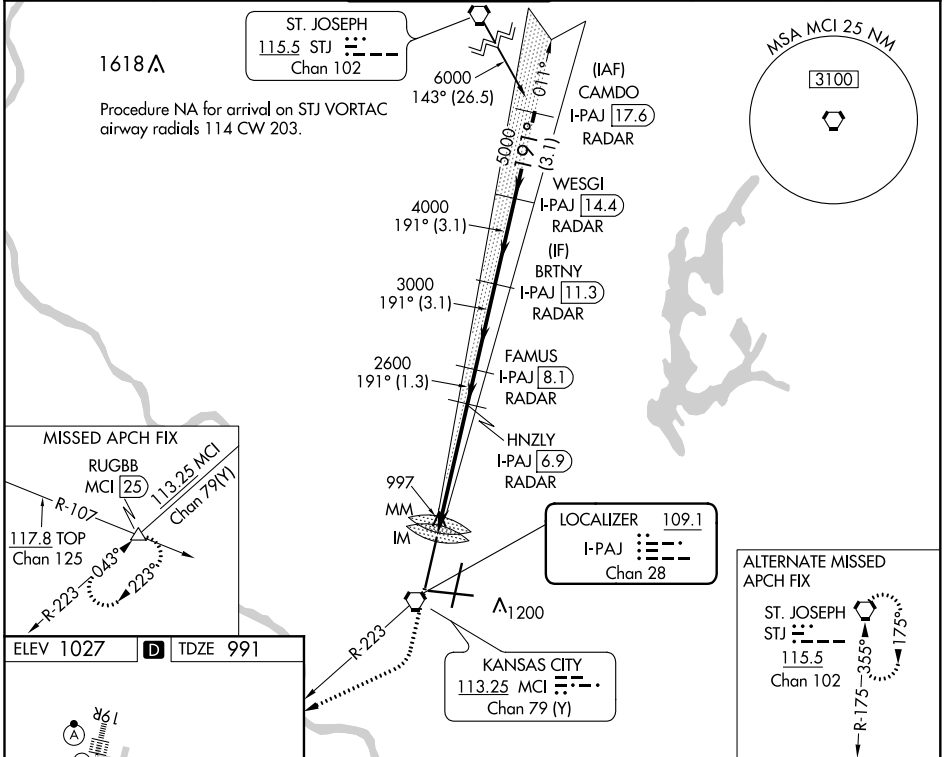 ST. JOSEPH
115.5 STJ
Chan 102
1618
Procedure NA for arrival on STJ VORTAC
airway radials 114 CW 203.
6000
143° (26.5)
011°
5000
191°
(3.1)
(IAF)
CAMDO
I-PAJ 17.6
RADAR
MSA MCI 25 NM
3100
WESGI
I-PAJ 14.4
RADAR
4000
191° (3.1)
(IF)
BRTNY
I-PAJ 11.3
RADAR
3000
191° (3.1)
FAMUS
I-PAJ 8.1
RADAR
2600
191° (1.3)
HNZLY
I-PAJ 6.9
RADAR
997
MM
IM
MISSED APCH FIX
RUGBB
MCI 25
113.25 MCI
Chan 79(Y)
R-107
117.8 TOP
Chan 125
043°
223°
R-223
LOCALIZER 109.1
I-PAJ
Chan 28
1200
R-223
KANSAS CITY
113.25 MCI
Chan 79 (Y)
ALTERNATE MISSED
APCH FIX
ST. JOSEPH
STJ
115.5
Chan 102
175°
355°
R-175
ELEV 1027 D TDZE 991
19R
A